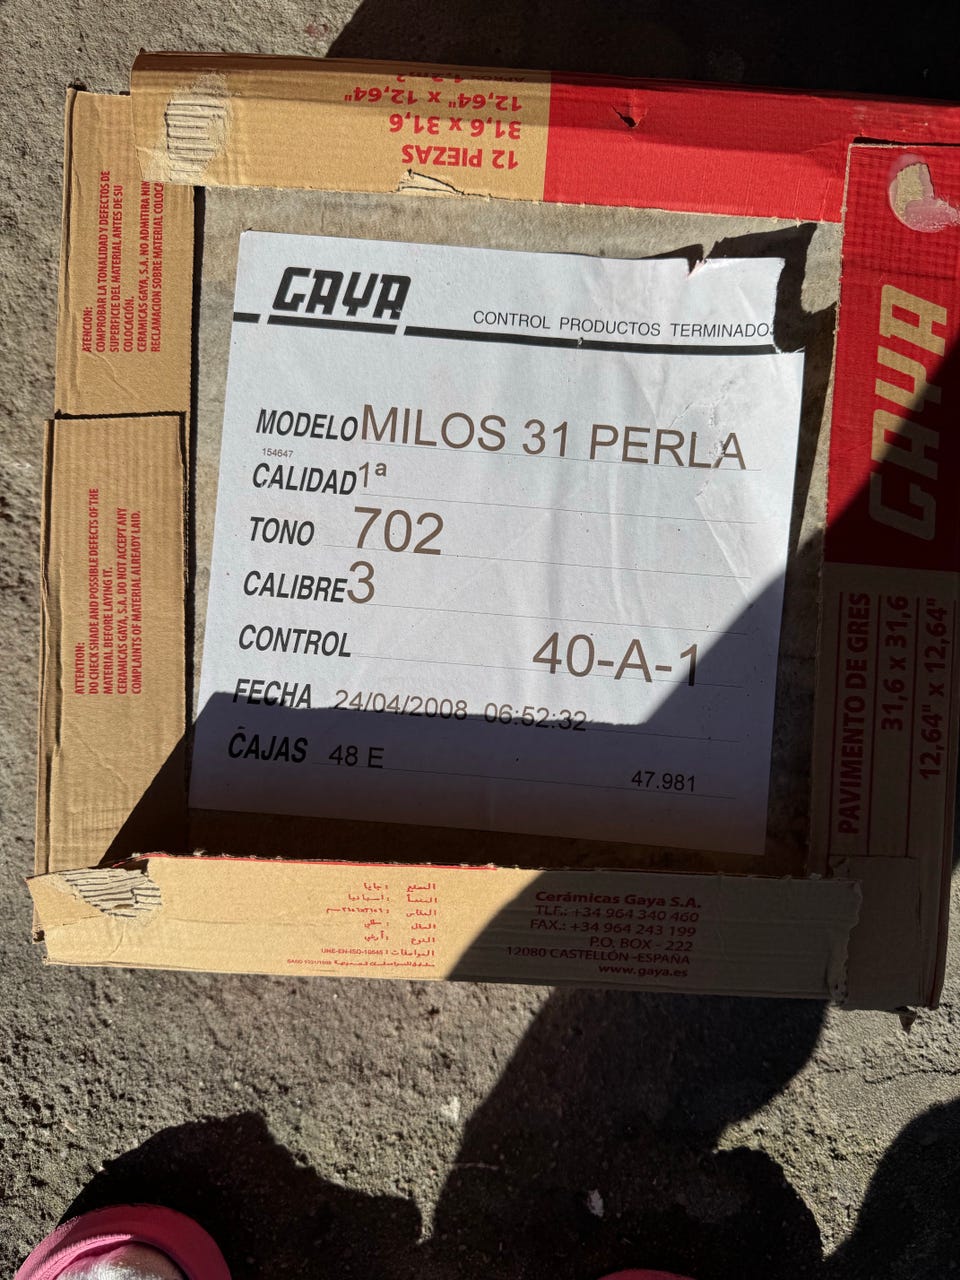 12 PIEZAS
31,6 x 31,6
12,64" x 12,64"
APROX 1,2 m²
ATENCION:
COMPROBAR LA TONALIDAD Y DEFECTOS DE
SUPERFICIE DEL MATERIAL ANTES DE SU
COLOCACIÓN.
CERAMICAS GAYA, S.A. NO ADMITIRA NIN
RECLAMACION SOBRE MATERIAL COLOCA
ATTENTION:
DO CHECK SHADE AND POSSIBLE DEFECTS OF THE
MATERIAL BEFORE LAYING IT.
CERAMICAS GAYA, S.A. DO NOT ACCEPT ANY
COMPLAINTS OF MATERIAL ALREADY LAID.
GAYA
CONTROL PRODUCTOS TERMINADOS
MODELO MILOS 31 PERLA
154647
CALIDAD 1ª
TONO 702
CALIBRE 3
CONTROL 40-A-1
FECHA 24/04/2008 06:52:32
CAJAS 48 E
47.981
GAYA
PAVIMENTO DE GRES
31,6 x 31,6
12,64" x 12,64"
Cerámicas Gaya S.A.
TLF.: +34 964 340 460
FAX.: +34 964 243 199
P.O. BOX - 222
12080 CASTELLÓN -ESPAÑA
www.gaya.es